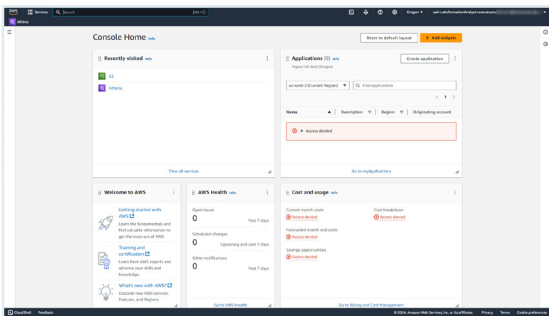 aws
Services
Search
[Alt+S]
Oregon
Athena
Console Home Info
Reset to default layout
+ Add widgets
Recently visited Info
S3
Athena
View all services
Applications (0) Info
Create application
Region: US West (Oregon)
us-west-2 (Current Region)
Find applications
1
Name
Description
Region
Originating account
Access denied
Go to myApplications
Welcome to AWS
Getting started with AWS
Learn the fundamentals and
find valuable information to
get the most out of AWS.
Training and
certification
Learn from AWS experts and
advance your skills and
knowledge.
What's new with AWS?
Discover new AWS services,
features, and Regions.
AWS Health Info
Open issues
0
Past 7 days
Scheduled changes
0
Upcoming and past 7 days
Other notifications
0
Past 7 days
Go to AWS Health
Cost and usage Info
Current month costs
Access denied
Cost breakdown
Access denied
Forecasted month end costs
Access denied
Savings opportunities
Access denied
Go to Billing and Cost Management
CloudShell
Feedback
© 2024, Amazon Web Services, Inc. or its affiliates.
Privacy
Terms
Cookie preferences